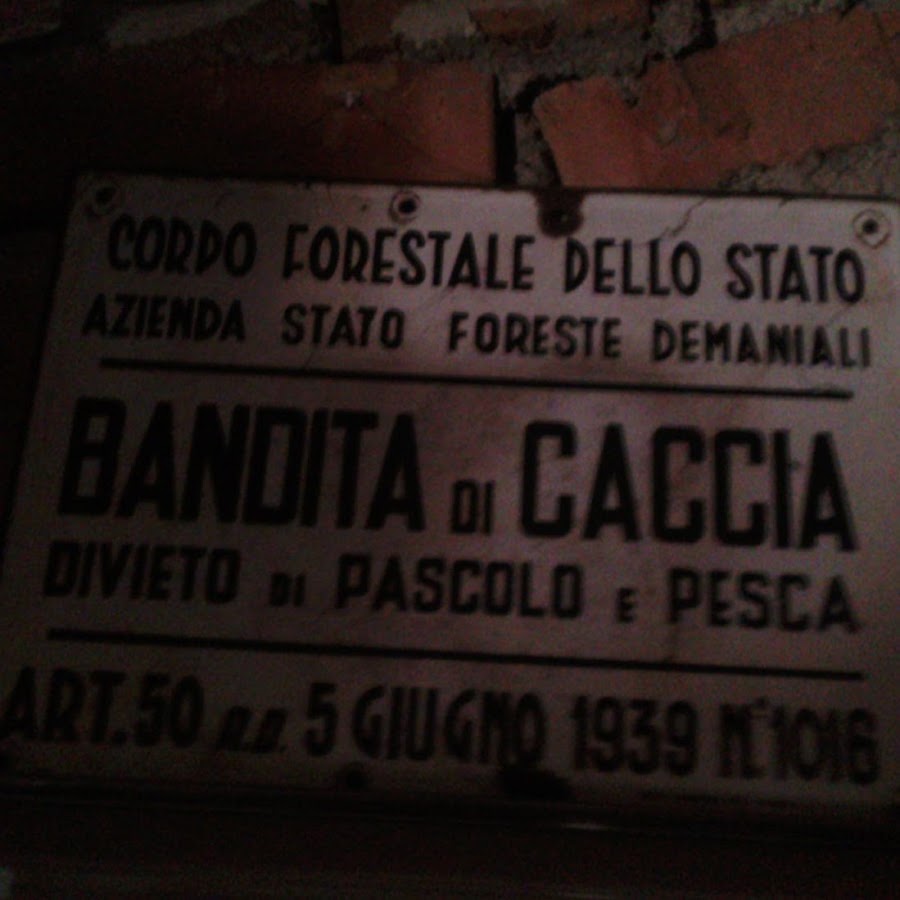 CORPO FORESTALE DELLO STATO
AZIENDA STATO FORESTE DEMANIALI
BANDITA DI CACCIA
DIVIETO DI PASCOLO E PESCA
ART.50 R.D. 5 GIUGNO 1939 N° 1016